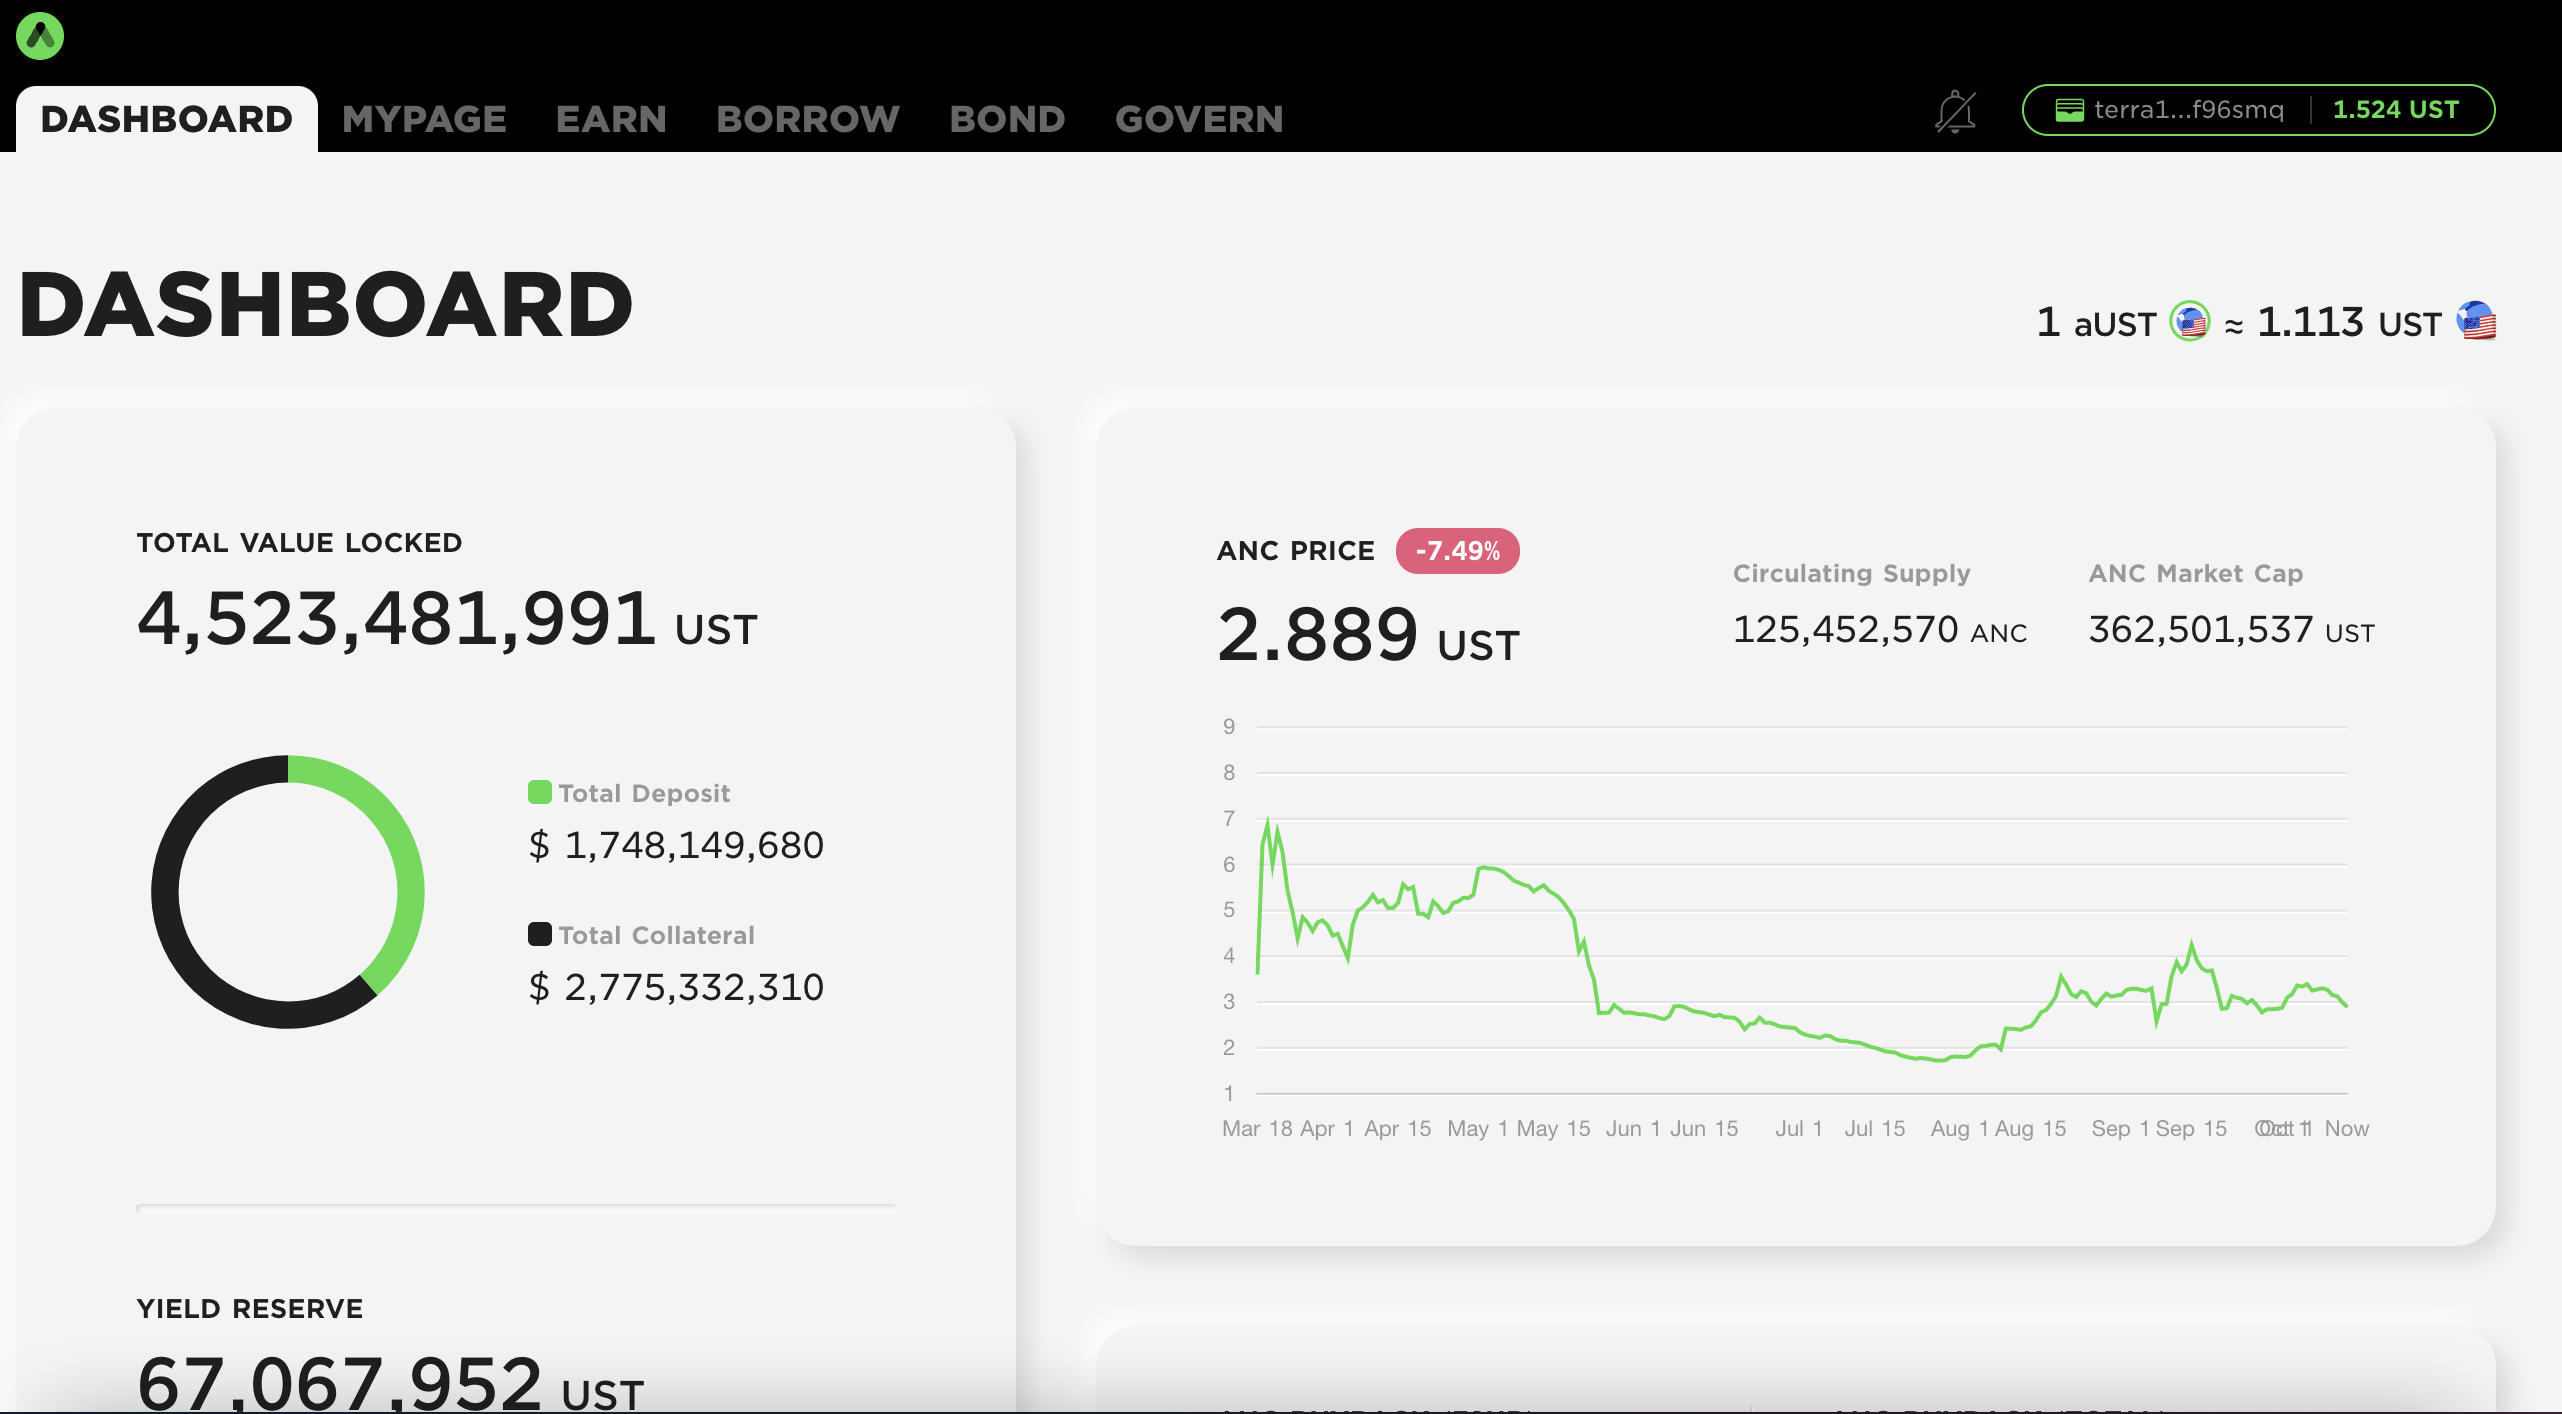 DASHBOARD MYPAGE EARN BORROW BOND GOVERN
terra1...f96smq 1.524 UST
DASHBOARD
1 aUST ≈ 1.113 UST
TOTAL VALUE LOCKED
4,523,481,991 UST
Total Deposit
$ 1,748,149,680
Total Collateral
$ 2,775,332,310
YIELD RESERVE
67,067,952 UST
ANC PRICE -7.49%
2.889 UST
Circulating Supply
125,452,570 ANC
ANC Market Cap
362,501,537 UST
9
8
7
6
5
4
3
2
1
Mar 18 Apr 1 Apr 15 May 1 May 15 Jun 1 Jun 15 Jul 1 Jul 15 Aug 1 Aug 15 Sep 1 Sep 15 Oct 1 Now